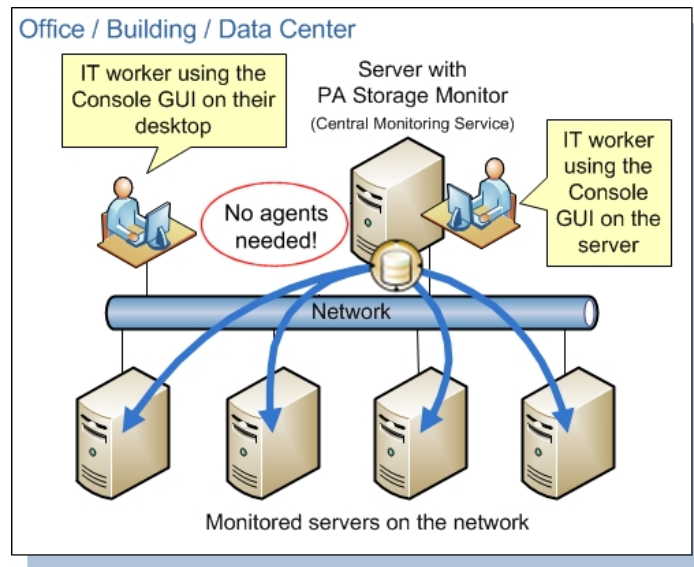 Office / Building / Data Center
IT worker using the
Console GUI on their
desktop
Server with
PA Storage Monitor
(Central Monitoring Service)
IT worker
using the
Console
GUI on the
server
No agents
needed!
Network
Monitored servers on the network